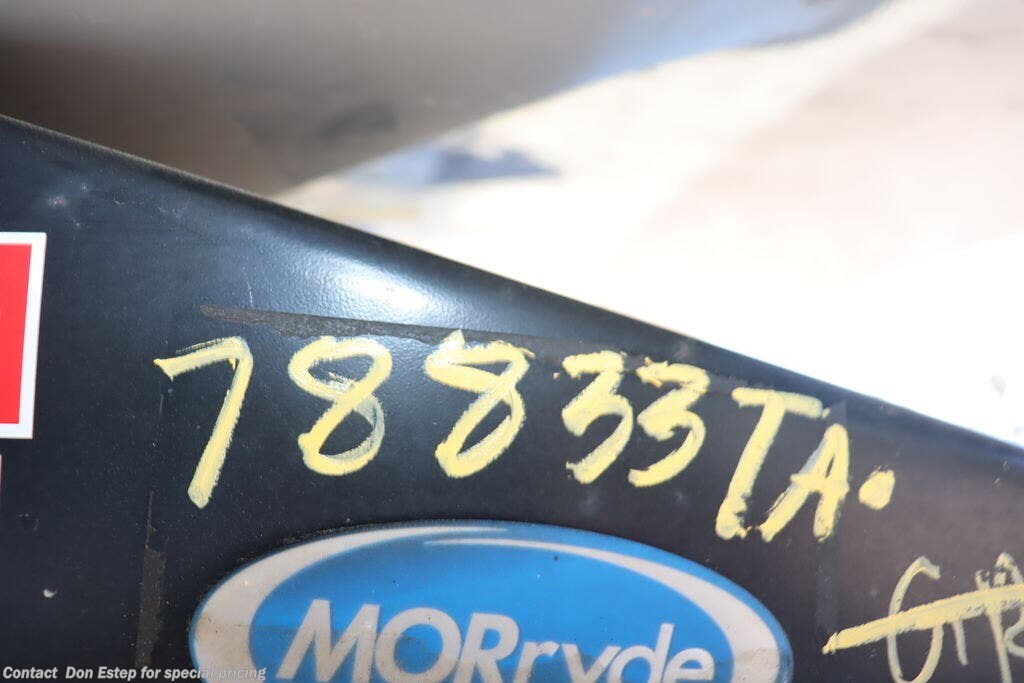 78833TA.
MORryde
Contact Don Estep for special pricing